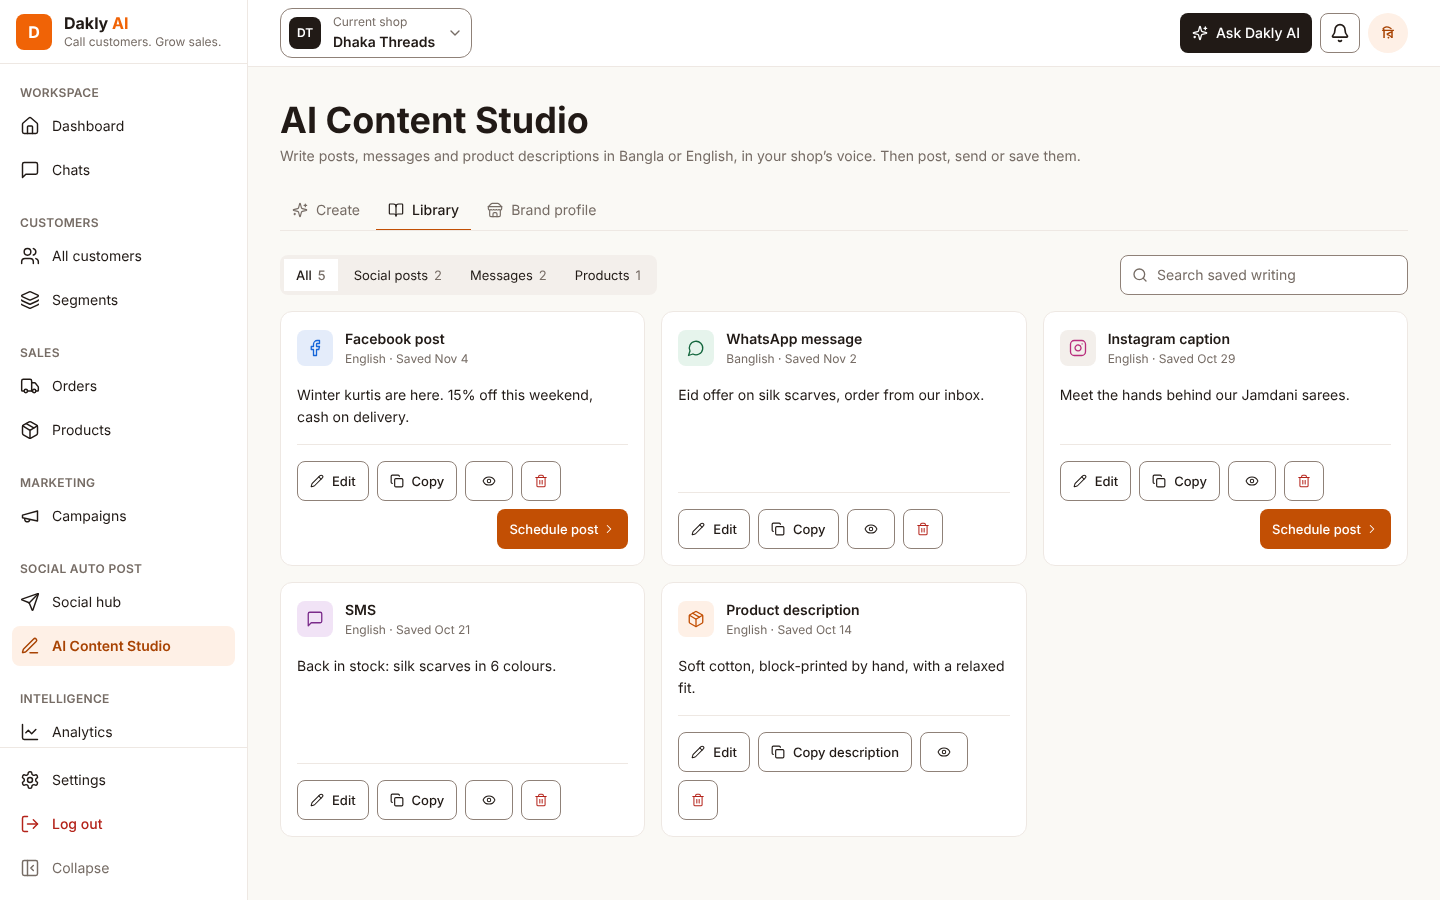 D
Dakly AI
Call customers. Grow sales.
WORKSPACE
Dashboard
Chats
CUSTOMERS
All customers
Segments
SALES
Orders
Products
MARKETING
Campaigns
SOCIAL AUTO POST
Social hub
AI Content Studio
INTELLIGENCE
Analytics
Settings
Log out
Collapse
DT
Current shop
Dhaka Threads
Ask Dakly AI
রি
AI Content Studio
Write posts, messages and product descriptions in Bangla or English, in your shop’s voice. Then post, send or save them.
Create Library Brand profile
All 5 Social posts 2 Messages 2 Products 1
Search saved writing
Facebook post
English · Saved Nov 4
Winter kurtis are here. 15% off this weekend,
cash on delivery.
Edit Copy
Schedule post
WhatsApp message
Banglish · Saved Nov 2
Eid offer on silk scarves, order from our inbox.
Edit Copy
Instagram caption
English · Saved Oct 29
Meet the hands behind our Jamdani sarees.
Edit Copy
Schedule post
SMS
English · Saved Oct 21
Back in stock: silk scarves in 6 colours.
Edit Copy
Product description
English · Saved Oct 14
Soft cotton, block-printed by hand, with a relaxed
fit.
Edit Copy description